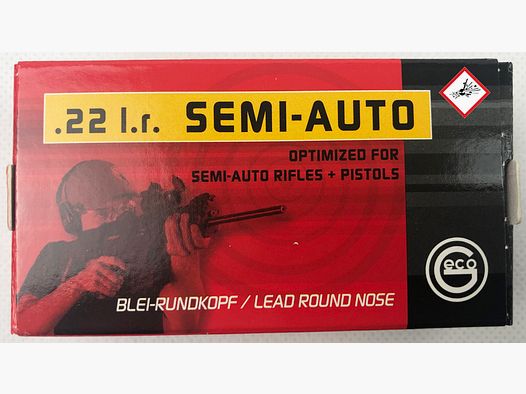 .22 l.r. SEMI-AUTO
OPTIMIZED FOR
SEMI-AUTO RIFLES + PISTOLS
Geco
BLEI-RUNDKOPF / LEAD ROUND NOSE